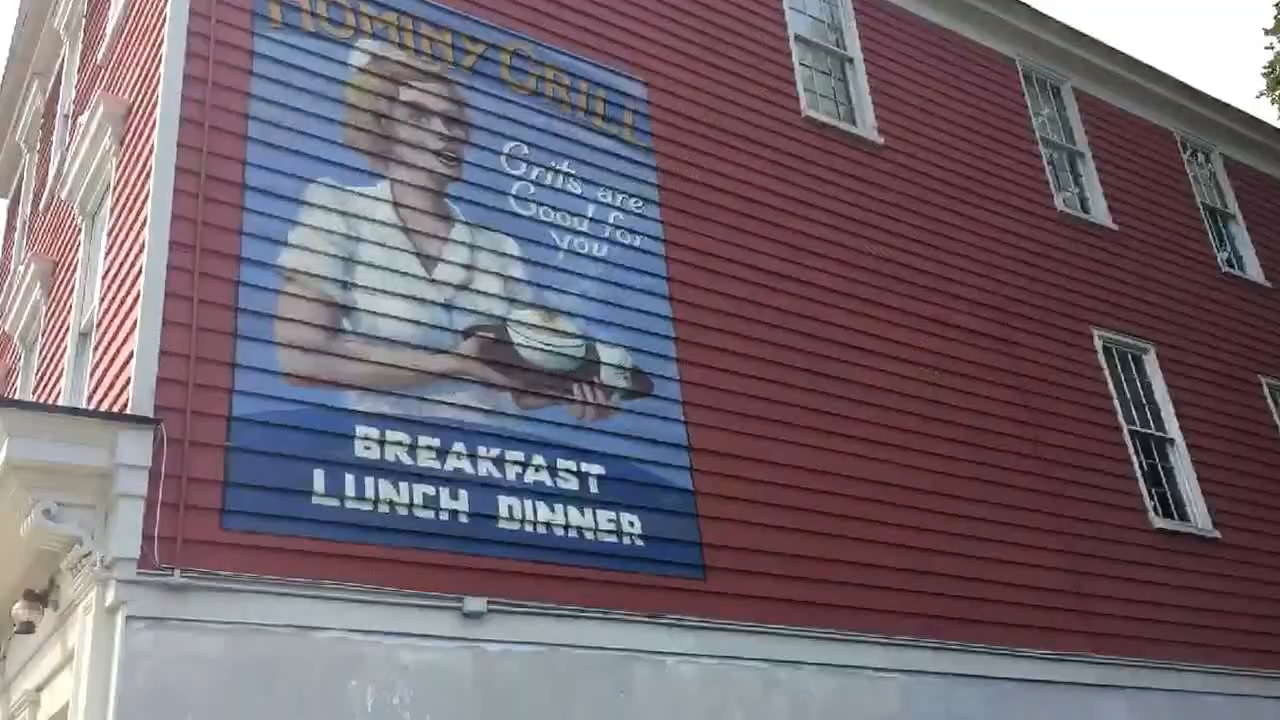 HOMINY GRILL
Grits are
Good for
you
BREAKFAST
LUNCH DINNER